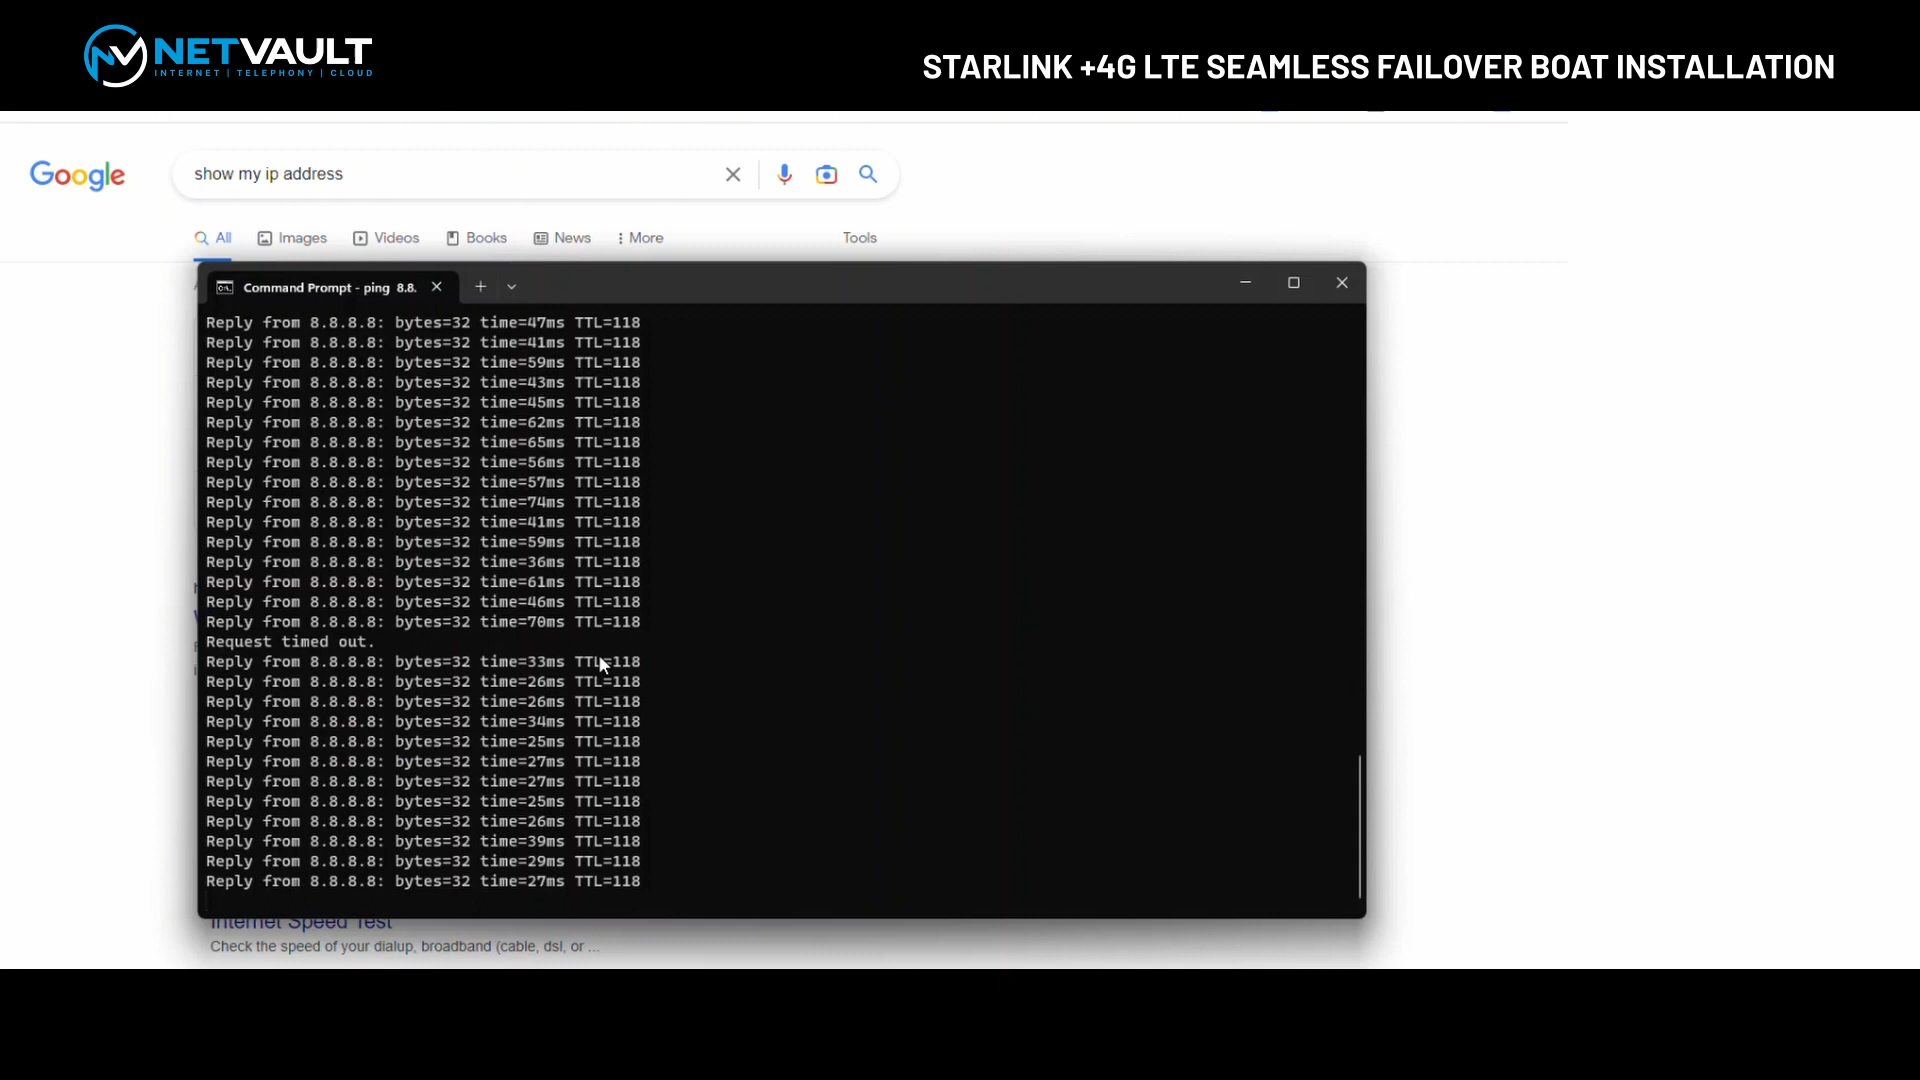 NETVAULT
INTERNET | TELEPHONY | CLOUD
STARLINK +4G LTE SEAMLESS FAILOVER BOAT INSTALLATION
Google
show my ip address
All Images Videos Books News More Tools
Command Prompt - ping 8.8.
Reply from 8.8.8.8: bytes=32 time=47ms TTL=118
Reply from 8.8.8.8: bytes=32 time=41ms TTL=118
Reply from 8.8.8.8: bytes=32 time=59ms TTL=118
Reply from 8.8.8.8: bytes=32 time=43ms TTL=118
Reply from 8.8.8.8: bytes=32 time=45ms TTL=118
Reply from 8.8.8.8: bytes=32 time=62ms TTL=118
Reply from 8.8.8.8: bytes=32 time=65ms TTL=118
Reply from 8.8.8.8: bytes=32 time=56ms TTL=118
Reply from 8.8.8.8: bytes=32 time=57ms TTL=118
Reply from 8.8.8.8: bytes=32 time=74ms TTL=118
Reply from 8.8.8.8: bytes=32 time=41ms TTL=118
Reply from 8.8.8.8: bytes=32 time=59ms TTL=118
Reply from 8.8.8.8: bytes=32 time=36ms TTL=118
Reply from 8.8.8.8: bytes=32 time=61ms TTL=118
Reply from 8.8.8.8: bytes=32 time=46ms TTL=118
Reply from 8.8.8.8: bytes=32 time=70ms TTL=118
Request timed out.
Reply from 8.8.8.8: bytes=32 time=33ms TTL=118
Reply from 8.8.8.8: bytes=32 time=26ms TTL=118
Reply from 8.8.8.8: bytes=32 time=26ms TTL=118
Reply from 8.8.8.8: bytes=32 time=34ms TTL=118
Reply from 8.8.8.8: bytes=32 time=25ms TTL=118
Reply from 8.8.8.8: bytes=32 time=27ms TTL=118
Reply from 8.8.8.8: bytes=32 time=27ms TTL=118
Reply from 8.8.8.8: bytes=32 time=25ms TTL=118
Reply from 8.8.8.8: bytes=32 time=26ms TTL=118
Reply from 8.8.8.8: bytes=32 time=39ms TTL=118
Reply from 8.8.8.8: bytes=32 time=29ms TTL=118
Reply from 8.8.8.8: bytes=32 time=27ms TTL=118
Internet Speed Test
Check the speed of your dialup, broadband (cable, dsl, or ...